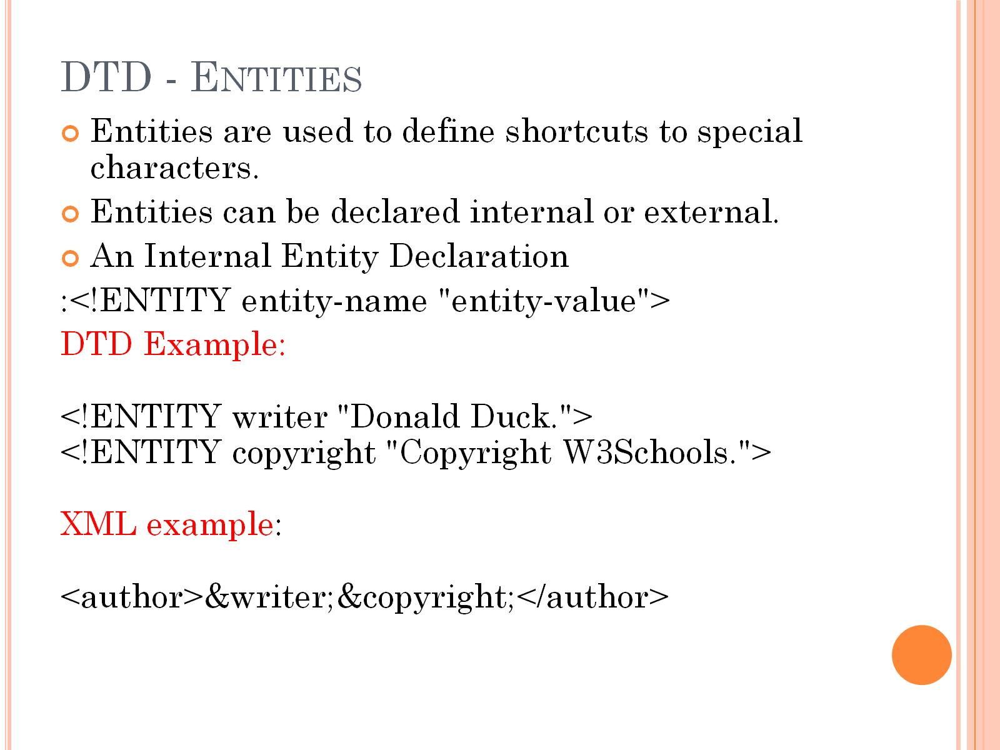 DTD - ENTITIES
Entities are used to define shortcuts to special
characters.
Entities can be declared internal or external.
An Internal Entity Declaration
:<!ENTITY entity-name "entity-value">
DTD Example:
<!ENTITY writer "Donald Duck.">
<!ENTITY copyright "Copyright W3Schools.">
XML example:
<author>&writer;&copyright;</author>